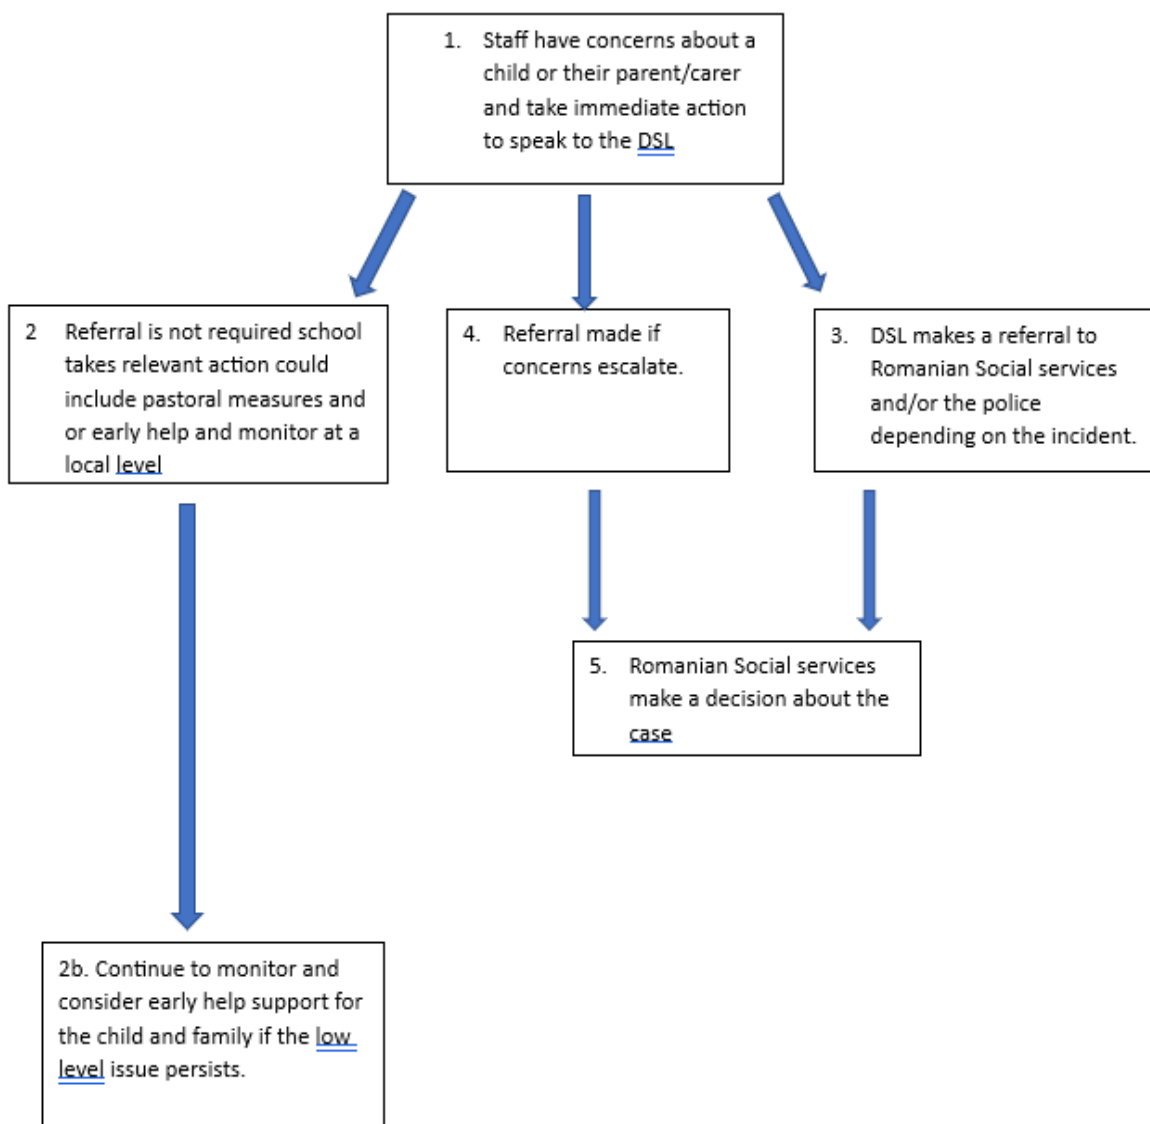 1. Staff have concerns about a
child or their parent/carer
and take immediate action
to speak to the DSL
2 Referral is not required school
takes relevant action could
include pastoral measures and
or early help and monitor at a
local level
4. Referral made if
concerns escalate.
3. DSL makes a referral to
Romanian Social services
and/or the police
depending on the incident.
5. Romanian Social services
make a decision about the
case
2b. Continue to monitor and
consider early help support for
the child and family if the low
level issue persists.